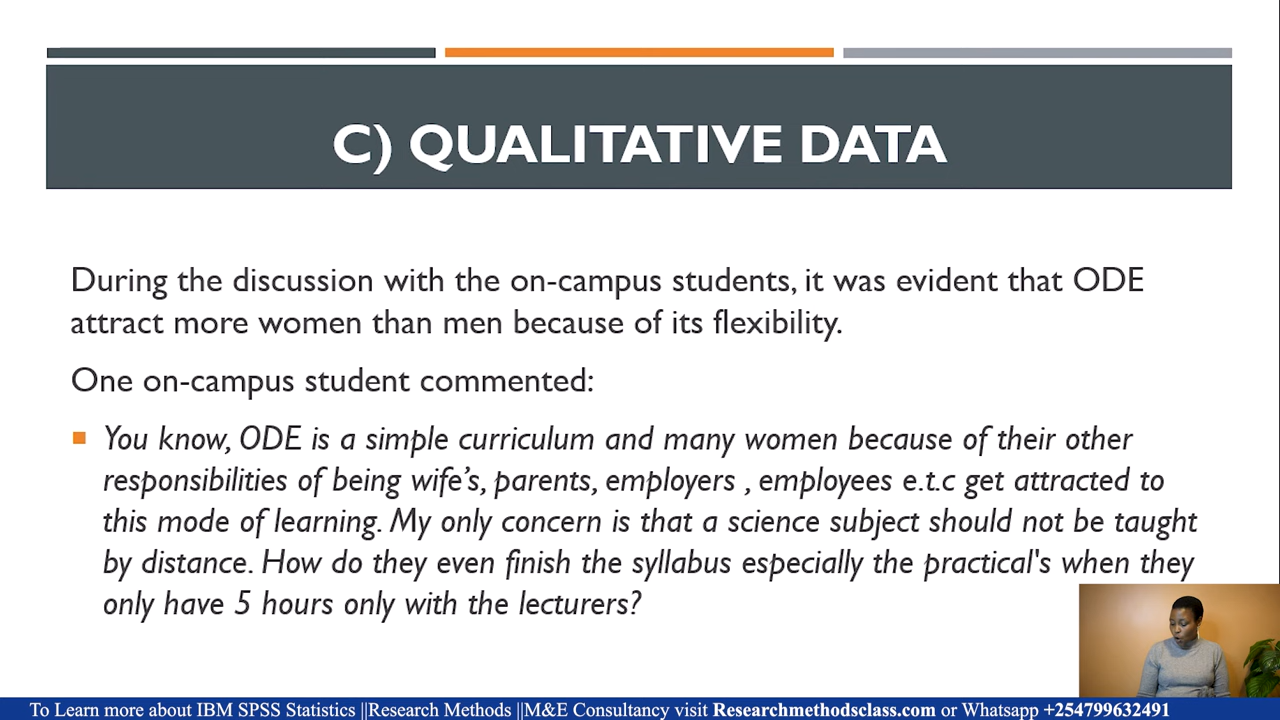 C) QUALITATIVE DATA
During the discussion with the on-campus students, it was evident that ODE
attract more women than men because of its flexibility.
One on-campus student commented:
You know, ODE is a simple curriculum and many women because of their other
responsibilities of being wife’s, parents, employers , employees e.t.c get attracted to
this mode of learning. My only concern is that a science subject should not be taught
by distance. How do they even finish the syllabus especially the practical's when they
only have 5 hours only with the lecturers?
To Learn more about IBM SPSS Statistics ||Research Methods ||M&E Consultancy visit Researchmethodsclass.com or Whatsapp +254799632491